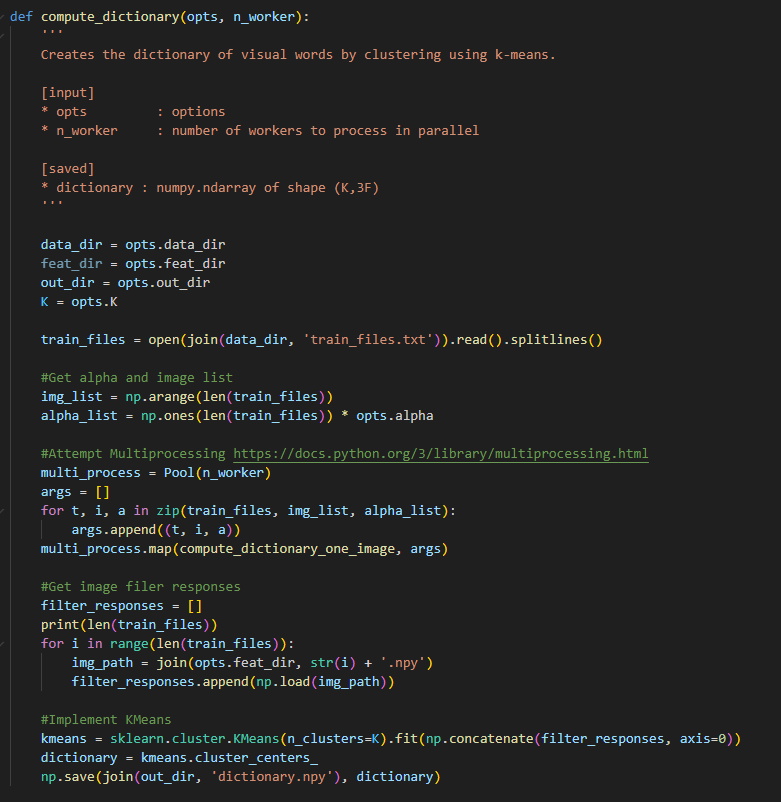 def compute_dictionary(opts, n_worker):
    '''
    Creates the dictionary of visual words by clustering using k-means.

    [input]
    * opts         : options
    * n_worker     : number of workers to process in parallel

    [saved]
    * dictionary : numpy.ndarray of shape (K,3F)
    '''

    data_dir = opts.data_dir
    feat_dir = opts.feat_dir
    out_dir = opts.out_dir
    K = opts.K

    train_files = open(join(data_dir, 'train_files.txt')).read().splitlines()

    #Get alpha and image list
    img_list = np.arange(len(train_files))
    alpha_list = np.ones(len(train_files)) * opts.alpha

    #Attempt Multiprocessing https://docs.python.org/3/library/multiprocessing.html
    multi_process = Pool(n_worker)
    args = []
    for t, i, a in zip(train_files, img_list, alpha_list):
        args.append((t, i, a))
    multi_process.map(compute_dictionary_one_image, args)

    #Get image filer responses
    filter_responses = []
    print(len(train_files))
    for i in range(len(train_files)):
        img_path = join(opts.feat_dir, str(i) + '.npy')
        filter_responses.append(np.load(img_path))

    #Implement KMeans
    kmeans = sklearn.cluster.KMeans(n_clusters=K).fit(np.concatenate(filter_responses, axis=0))
    dictionary = kmeans.cluster_centers_
    np.save(join(out_dir, 'dictionary.npy'), dictionary)